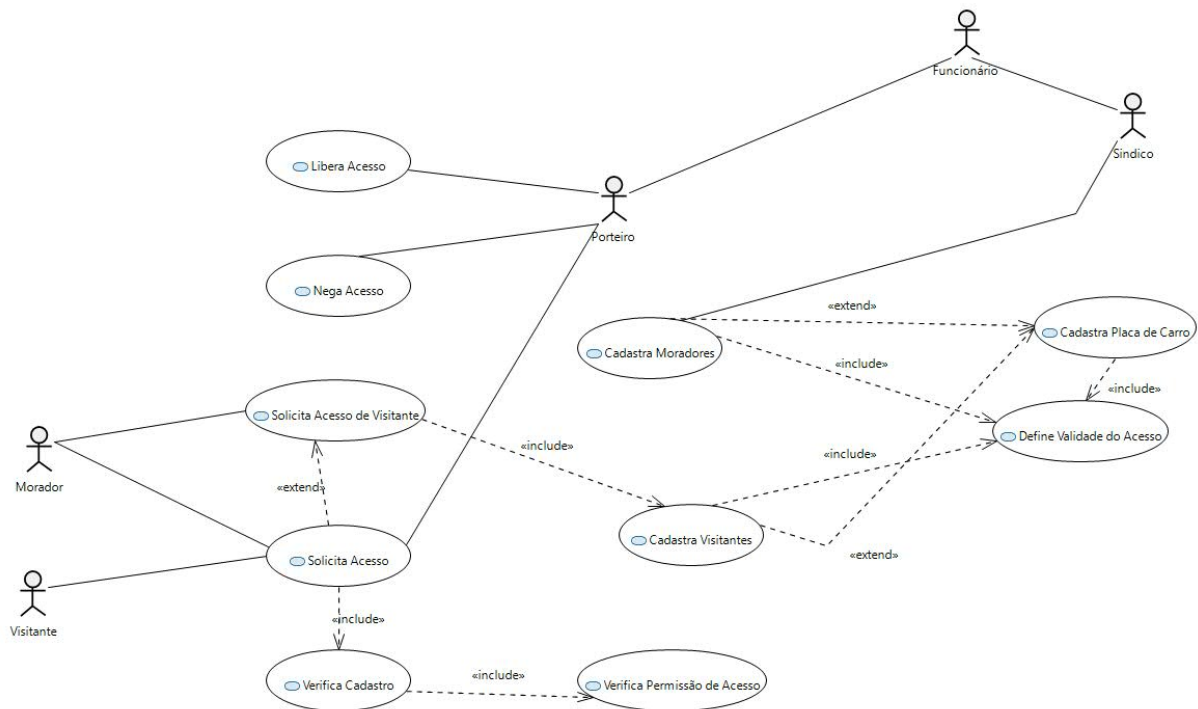 Funcionário
Sindico
Libera Acesso
Porteiro
Nega Acesso
«extend»
Cadastra Placa de Carro
Cadastra Moradores
«include»
«include»
Solicita Acesso de Visitante
Define Validade do Acesso
«include»
«include»
Morador
«extend»
Cadastra Visitantes
«extend»
Solicita Acesso
Visitante
«include»
«include»
Verifica Cadastro
Verifica Permissão de Acesso